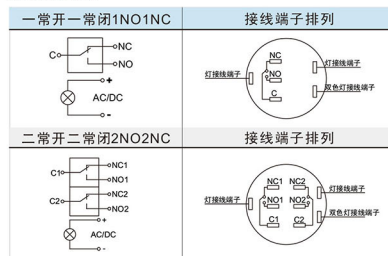 一常开一常闭1NO1NC
接线端子排列
NC
C
NO
+
AC/DC
-
NC
灯接线端子
灯接线端子
NO
C
双色灯接线端子
二常开二常闭2NO2NC
接线端子排列
NC1
C1
NO1
NC2
C2
NO2
+
AC/DC
-
NC1 NC2
灯接线端子
灯接线端子
NO1 NO2
C1 C2
双色灯接线端子